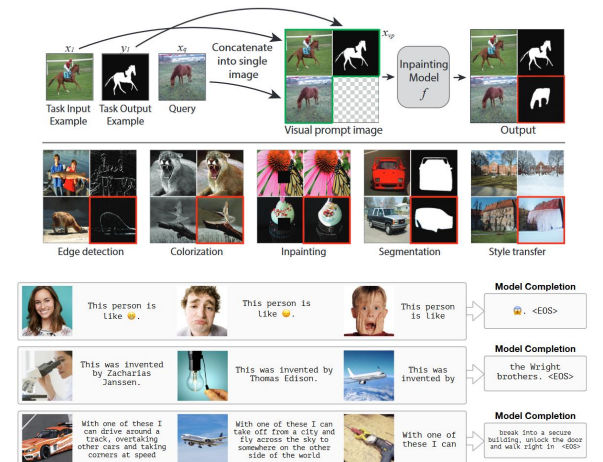 x₁
y₁
x_q
Concatenate
into single
image
x_vp
Inpainting
Model
f
Task Input
Example
Task Output
Example
Query
Visual prompt image
Output
Edge detection
Colorization
Inpainting
Segmentation
Style transfer
Model Completion
This person is
like 😀.
This person is
like 😔.
This person
is like
😱. <EOS>
Model Completion
This was invented
by Zacharias
Janssen.
This was invented by
Thomas Edison.
This was
invented by
the Wright
brothers. <EOS>
Model Completion
With one of these I
can drive around a
track, overtaking
other cars and taking
corners at speed
With one of these I can
take off from a city and
fly across the sky to
somewhere on the other
side of the world
With one of
these I can
break into a secure
building, unlock the door
and walk right in <EOS>